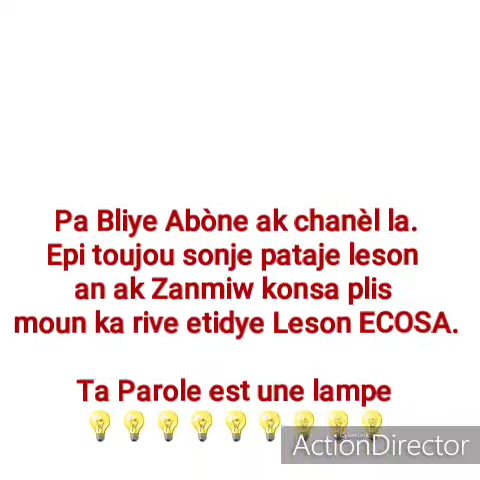 Pa Bliye Abòne ak chanèl la.
Epi toujou sonje pataje leson
an ak Zanmiw konsa plis
moun ka rive etidye Leson ECOSA.
Ta Parole est une lampe
CyberLink
ActionDirector